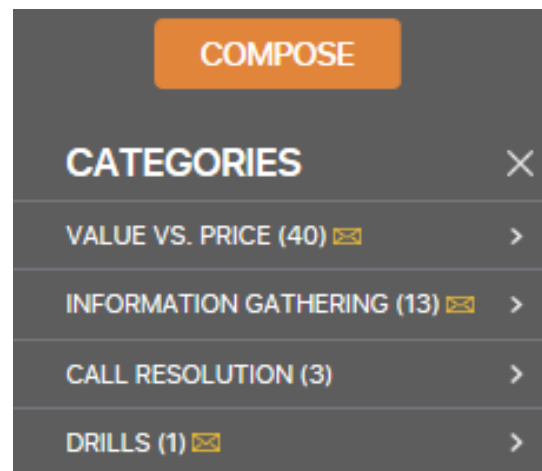 COMPOSE
CATEGORIES
VALUE VS. PRICE (40)
INFORMATION GATHERING (13)
CALL RESOLUTION (3)
DRILLS (1)